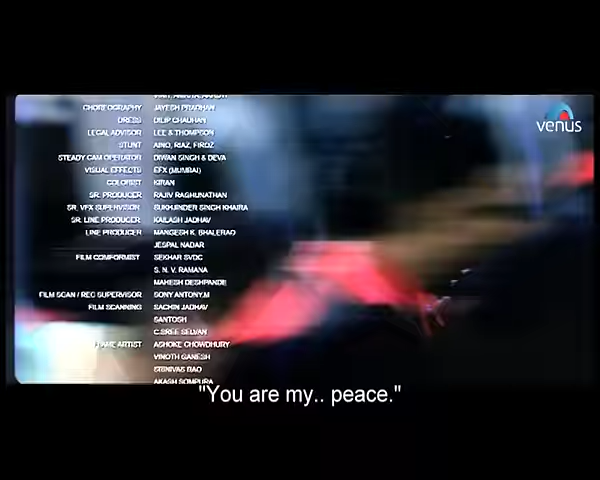 CHOREOGRAPHY JAYESH PRADHAN
DRESS DILIP CHAUHAN
LEGAL ADVISOR LEE & THOMPSON
STUNT AINO, RIAZ, FIROZ
STEADY CAM OPERATOR DIWAN SINGH & DEVA
VISUAL EFFECTS EFX (MUMBAI)
COLORIST KIRAN
SR. PRODUCER RAJIV RAGHUNATHAN
SR. VFX SUPERVISION SUKHJINDER SINGH KHAIRA
SR. LINE PRODUCER KAILASH JADHAV
LINE PRODUCER MANGESH K. BHALERAO
JESPAL NADAR
FILM CONFORMIST SEKHAR SVDC
S. N. V. RAMANA
MAHESH DESHPANDE
FILM SCAN / REC SUPERVISOR SONY ANTONY.M
FILM SCANNING SACHIN JADHAV
SANTOSH
C.SREE SELVAN
ARTIST ASHOKE CHOWDHURY
VINOTH GANESH
SRINIVAS RAO
AKASH SOMPURA
venus
"You are my.. peace."